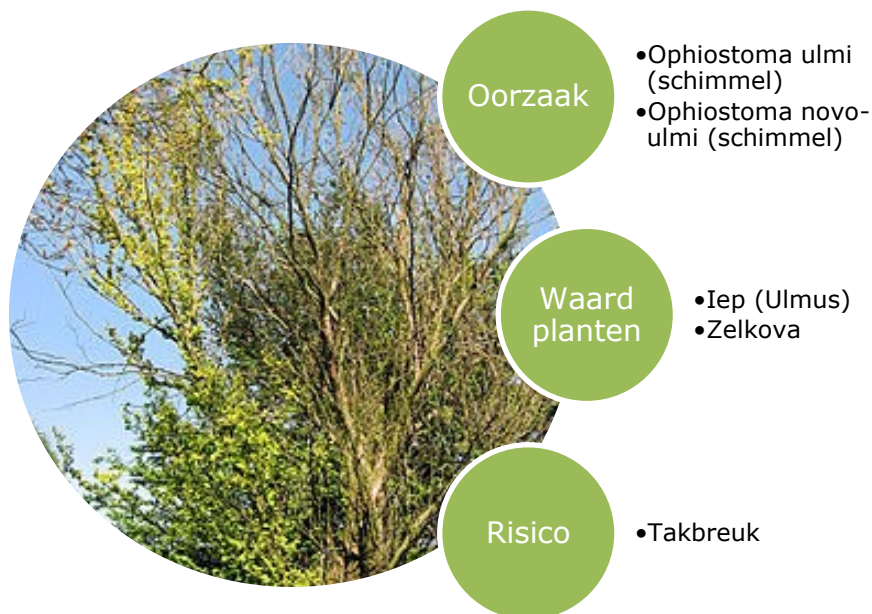 Oorzaak
•Ophiostoma ulmi
(schimmel)
•Ophiostoma novo-
ulmi (schimmel)
Waard
planten
•Iep (Ulmus)
•Zelkova
Risico
•Takbreuk